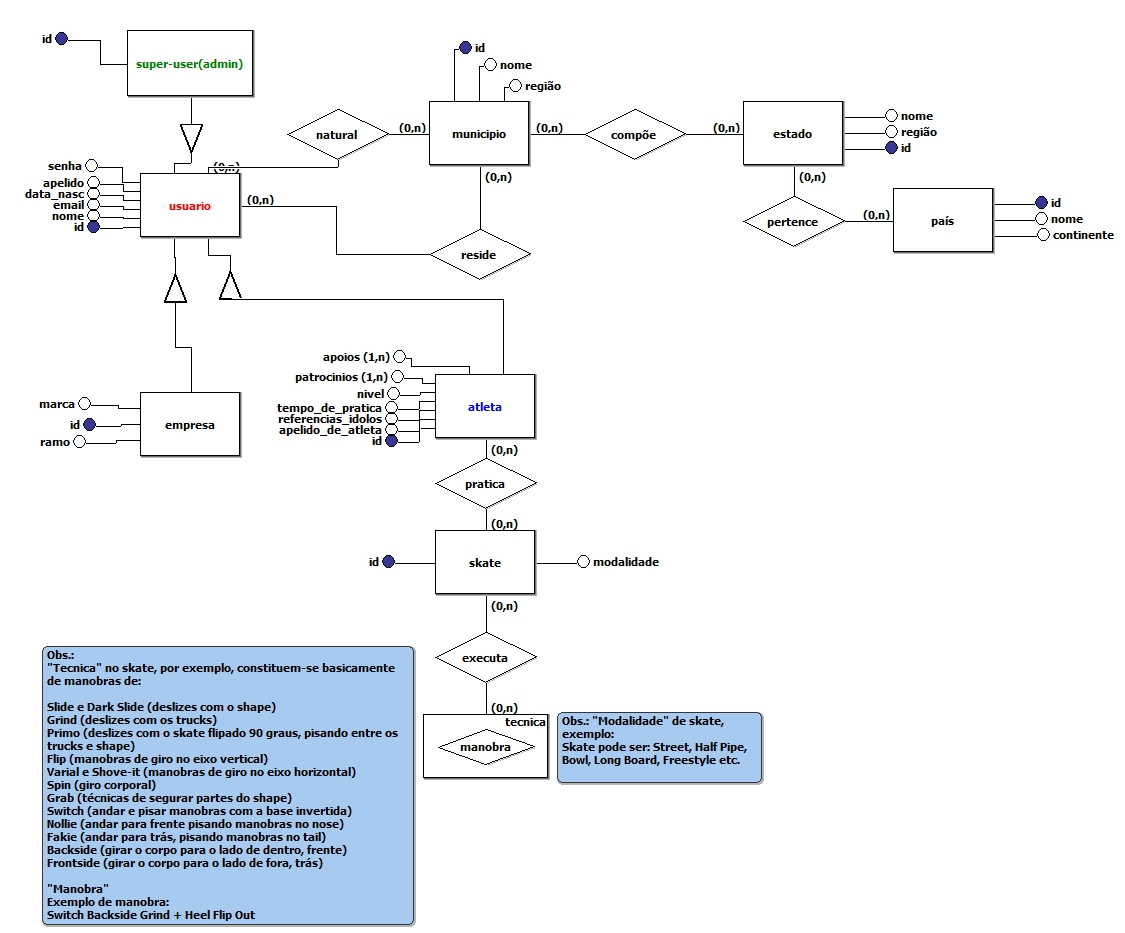 id
super-user(admin)
id
nome
região
natural
(0,n)
municipio
(0,n)
compõe
(0,n)
estado
nome
região
id
(0,n)
senha
apelido
data_nasc
email
nome
id
usuario
(0,n)
(0,n)
(0,n)
reside
pertence
(0,n)
país
id
nome
continente
marca
id
ramo
empresa
apoios (1,n)
patrocinios (1,n)
nivel
tempo_de_pratica
referencias_idolos
apelido_de_atleta
id
atleta
(0,n)
pratica
(0,n)
id
skate
modalidade
(0,n)
executa
(0,n)
tecnica
manobra
Obs.:
"Tecnica" no skate, por exemplo, constituem-se basicamente
de manobras de:
Slide e Dark Slide (deslizes com o shape)
Grind (deslizes com os trucks)
Primo (deslizes com o skate flipado 90 graus, pisando entre os
trucks e shape)
Flip (manobras de giro no eixo vertical)
Varial e Shove-it (manobras de giro no eixo horizontal)
Spin (giro corporal)
Grab (técnicas de segurar partes do shape)
Switch (andar e pisar manobras com a base invertida)
Nollie (andar para frente pisando manobras no nose)
Fakie (andar para trás, pisando manobras no tail)
Backside (girar o corpo para o lado de dentro, frente)
Frontside (girar o corpo para o lado de fora, trás)
"Manobra"
Exemplo de manobra:
Switch Backside Grind + Heel Flip Out
Obs.: "Modalidade" de skate,
exemplo:
Skate pode ser: Street, Half Pipe,
Bowl, Long Board, Freestyle etc.